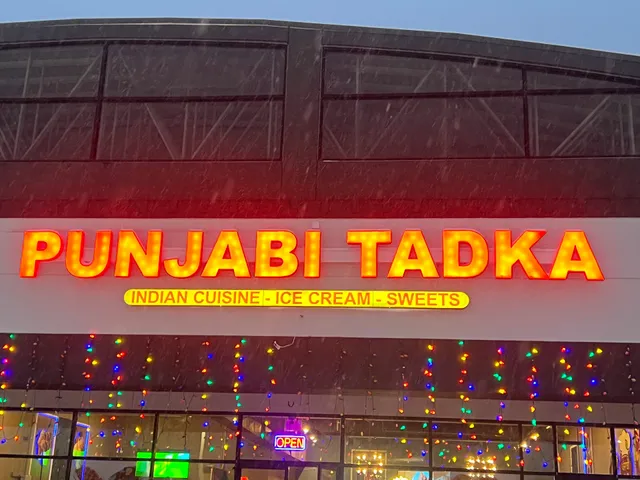 PUNJABI TADKA
INDIAN CUISINE - ICE CREAM - SWEETS
OPEN